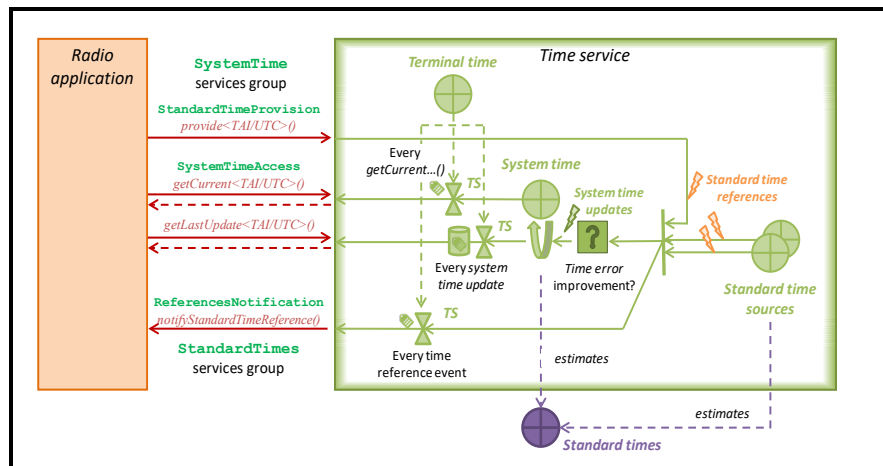 Radio
application
SystemTime
services group
StandardTimeProvision
provide<TAI/UTC>()
SystemTimeAccess
getCurrent<TAI/UTC>()
getLastUpdate<TAI/UTC>()
ReferencesNotification
notifyStandardTimeReference()
StandardTimes
services group
Time service
Terminal time
Every
getCurrent...()
TS
System time
System time
updates
Standard time
references
TS
?
Every system
time update
Time error
improvement?
Standard time
sources
TS
Every time
reference event
estimates
estimates
Standard times